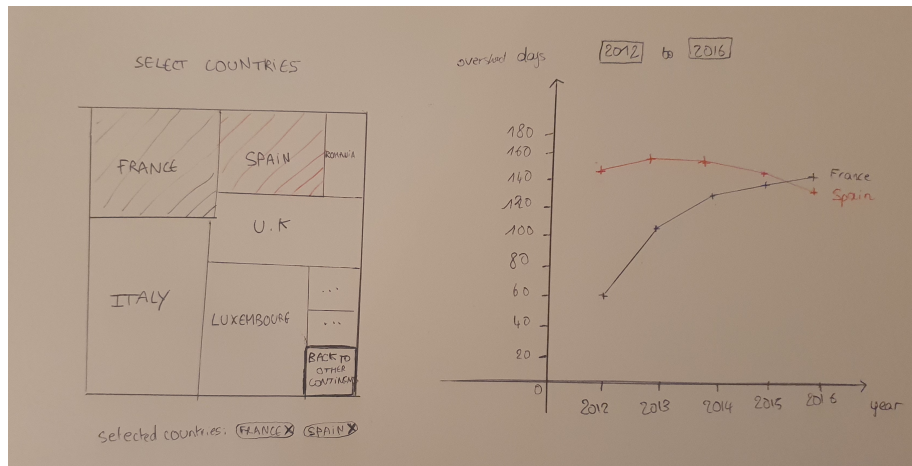 SELECT COUNTRIES
FRANCE
SPAIN
ROMANIA
U.K
ITALY
LUXEMBOURG
...
...
BACK TO
OTHER
CONTINENT
selected countries: FRANCE X SPAIN X
overshoot days
2012 to 2016
180
160
140
120
100
80
60
40
20
0
2012 2013 2014 2015 2016
year
France
Spain